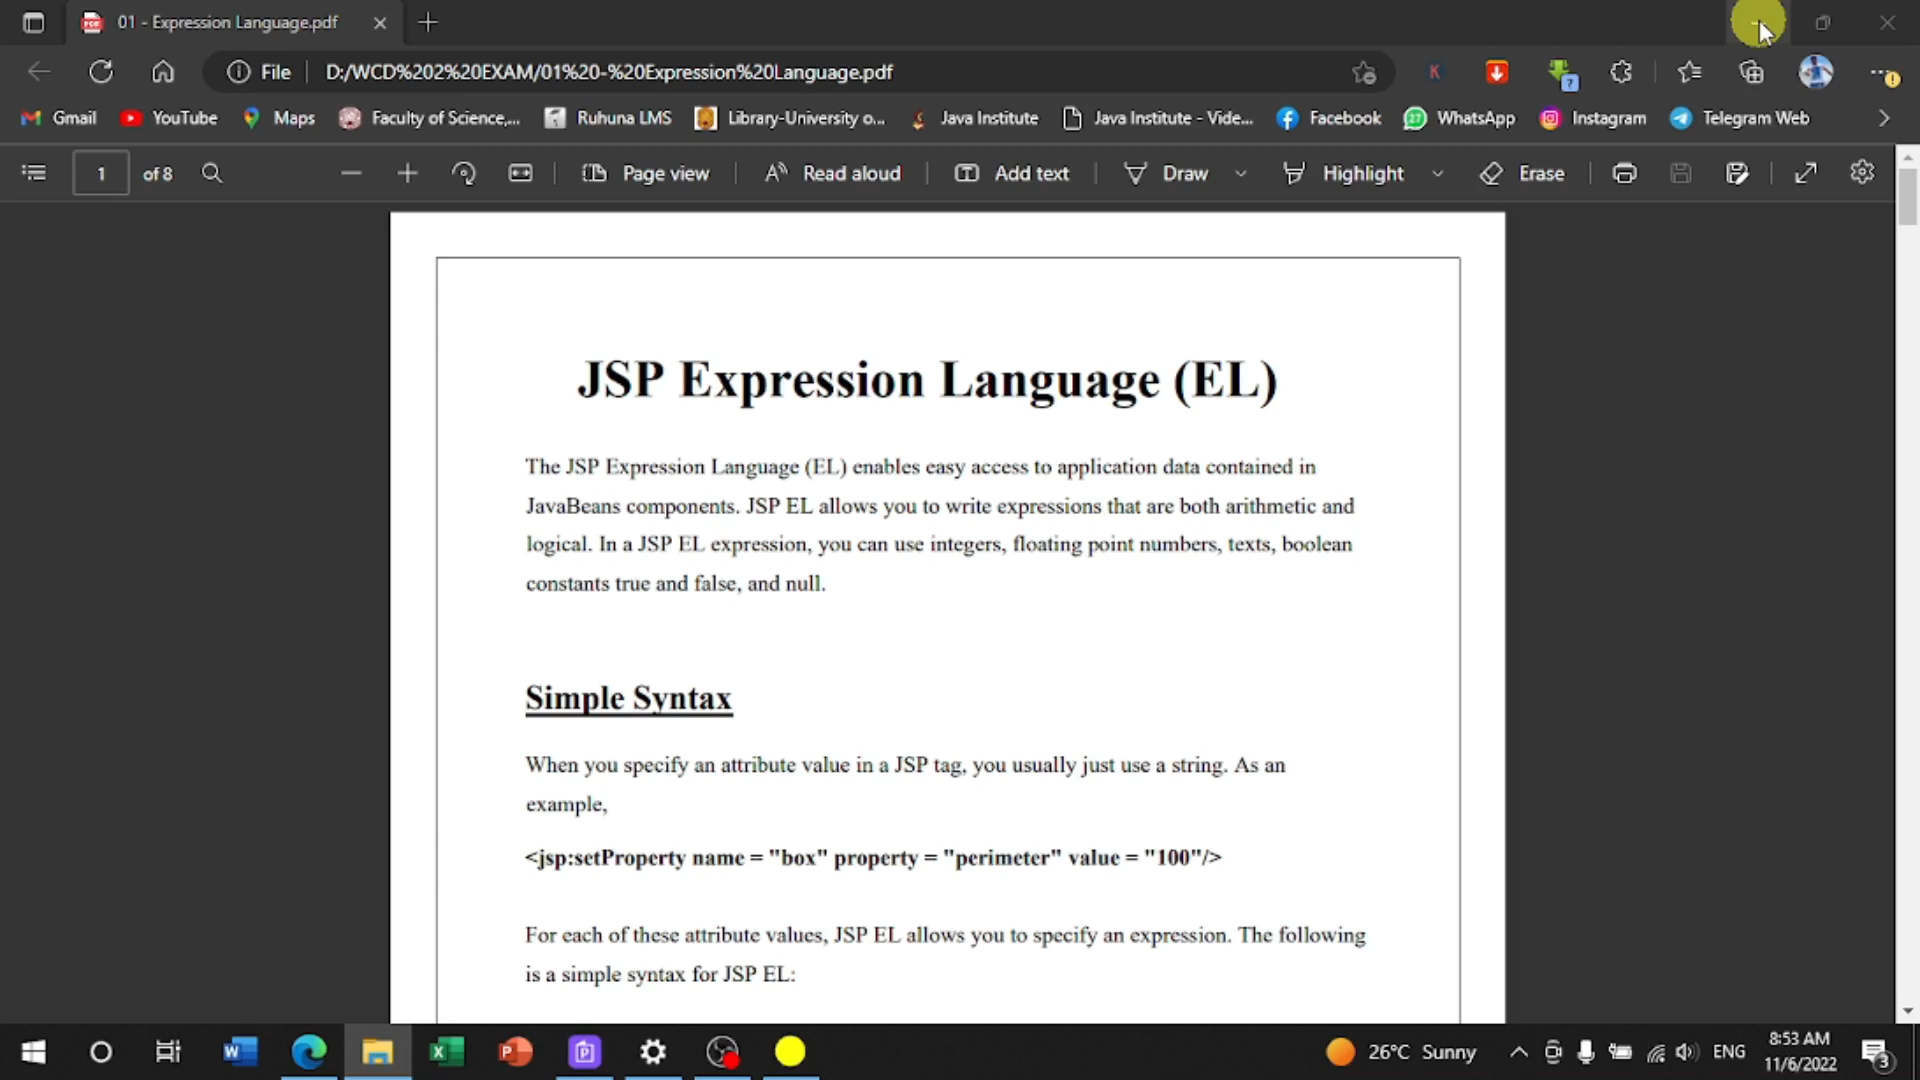 01 - Expression Language.pdf
File D:/WCD%202%20EXAM/01%20-%20Expression%20Language.pdf
Gmail YouTube Maps Faculty of Science,... Ruhuna LMS Library-University o... Java Institute Java Institute - Vide... Facebook WhatsApp Instagram Telegram Web
1 of 8 Page view Read aloud Add text Draw Highlight Erase
JSP Expression Language (EL)
The JSP Expression Language (EL) enables easy access to application data contained in
JavaBeans components. JSP EL allows you to write expressions that are both arithmetic and
logical. In a JSP EL expression, you can use integers, floating point numbers, texts, boolean
constants true and false, and null.
Simple Syntax
When you specify an attribute value in a JSP tag, you usually just use a string. As an
example,
<jsp:setProperty name = "box" property = "perimeter" value = "100"/>
For each of these attribute values, JSP EL allows you to specify an expression. The following
is a simple syntax for JSP EL:
26°C Sunny ENG 8:53 AM
11/6/2022 3